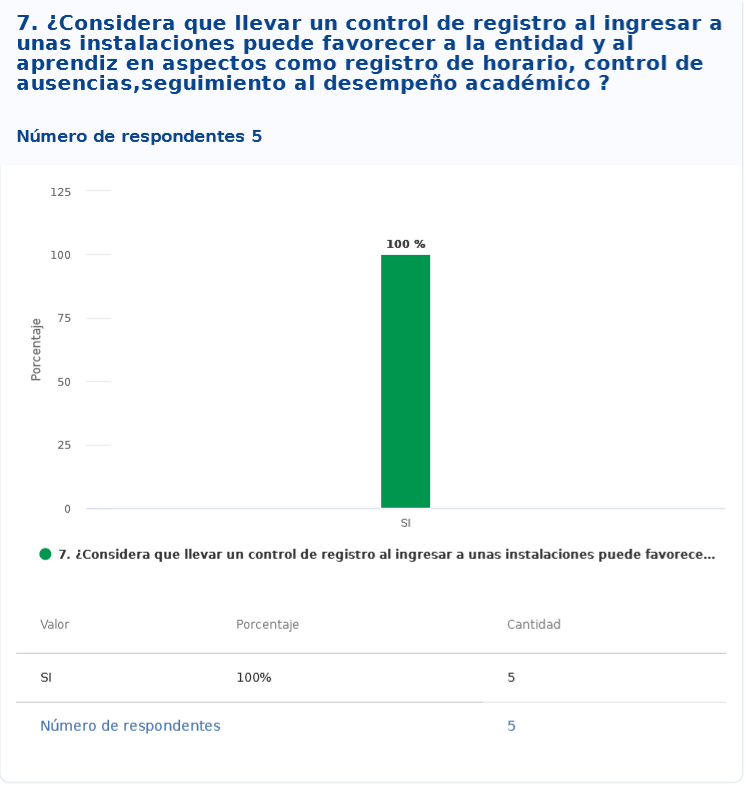 7. ¿Considera que llevar un control de registro al ingresar a
unas instalaciones puede favorecer a la entidad y al
aprendiz en aspectos como registro de horario, control de
ausencias,seguimiento al desempeño académico ?
Número de respondentes 5
125
100 %
100
75
Porcentaje
50
25
0
SI
7. ¿Considera que llevar un control de registro al ingresar a unas instalaciones puede favorece...
Valor Porcentaje Cantidad
SI 100% 5
Número de respondentes 5